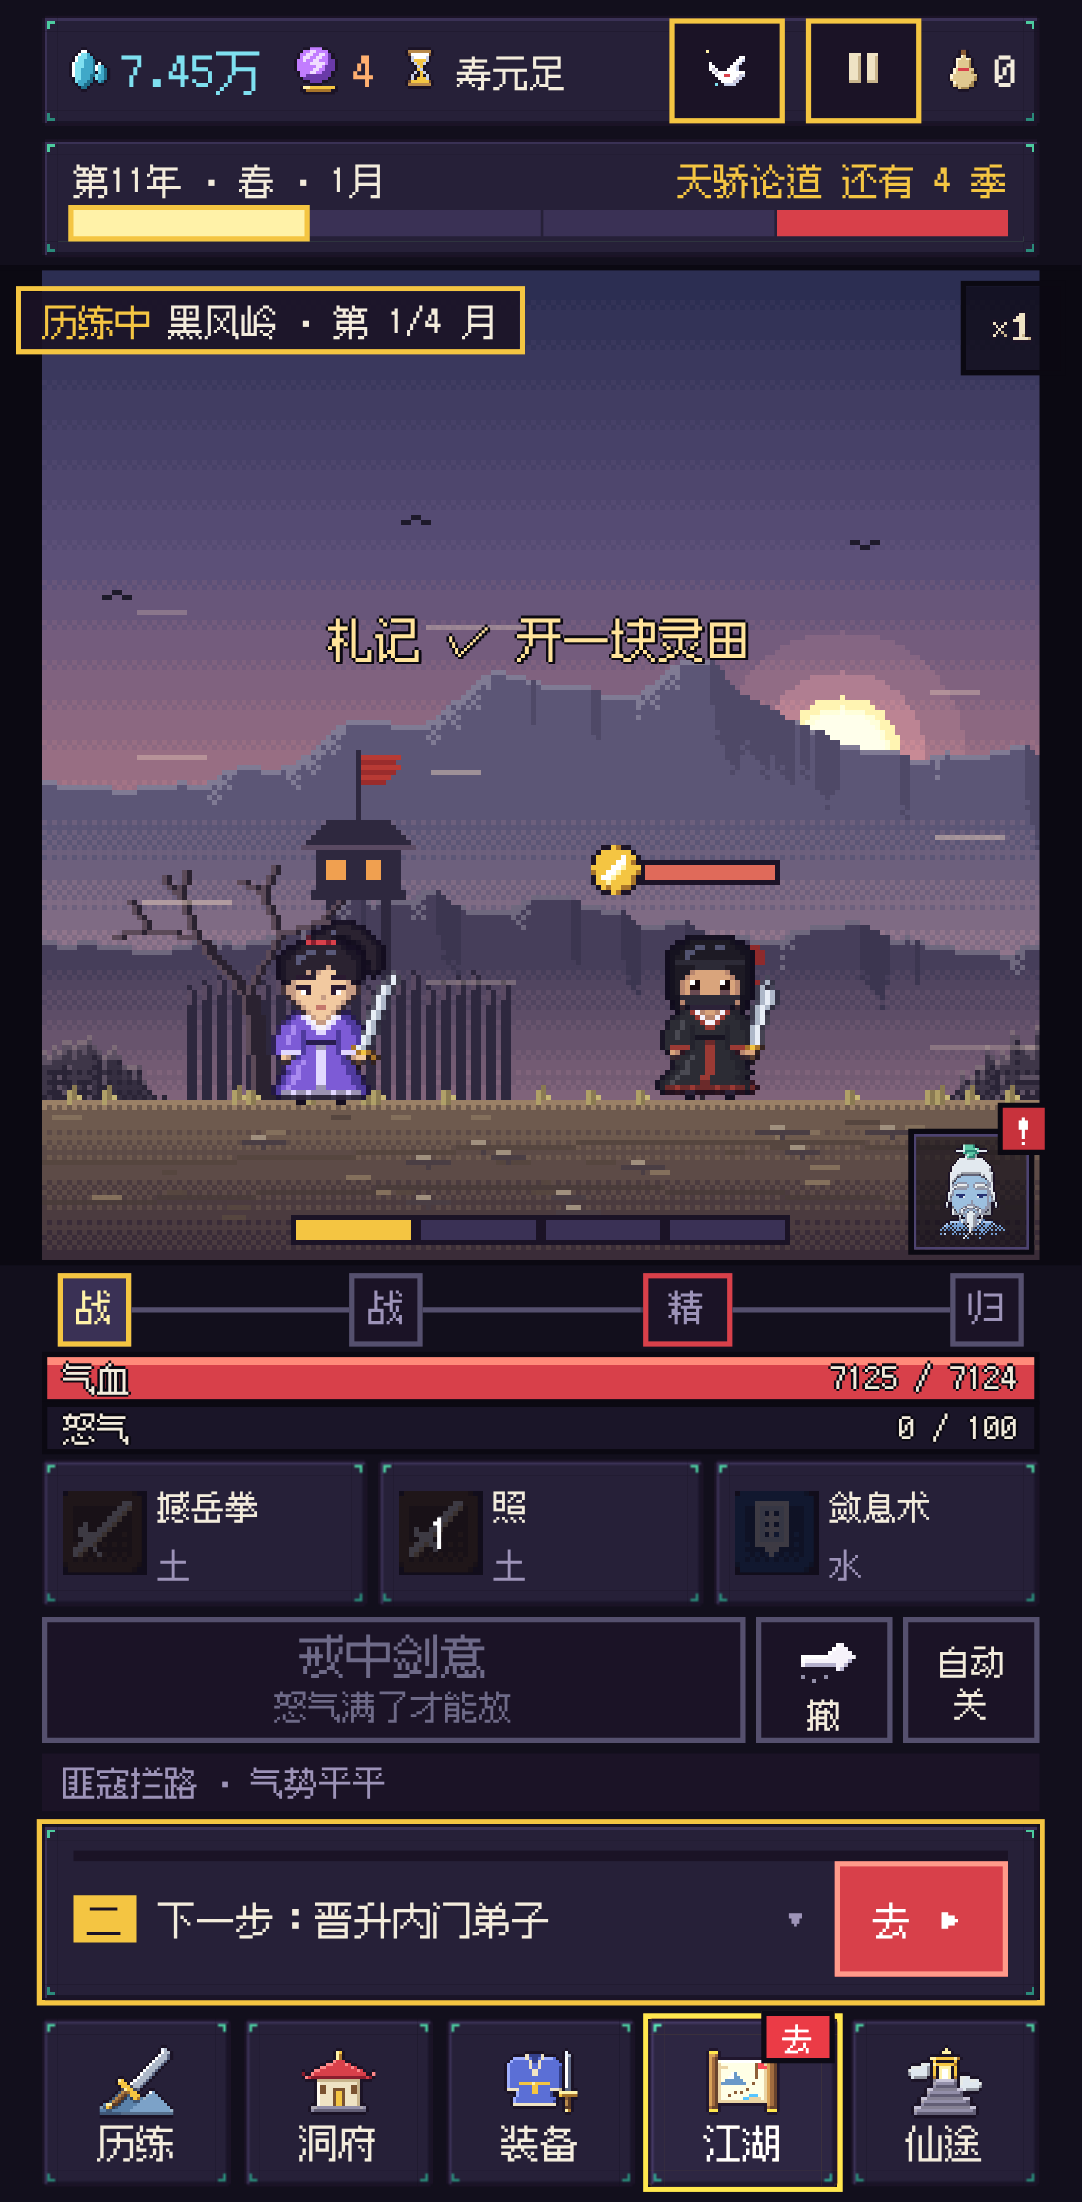 7.45万 4 寿元足 0
第11年 · 春 · 1月 天骄论道 还有 4 季
历练中 黑风岭 · 第 1/4 月
×1
札记 ✓ 开一块灵田
!
战 战 精 归
气血 7125 / 7124
怒气 0 / 100
撼岳拳 照 敛息术
1
土 土 水
戒中剑意
怒气满了才能放
撤
自动
关
匪寇拦路 · 气势平平
二 下一步：晋升内门弟子 ▼ 去 ▶
去
历练 洞府 装备 江湖 仙途